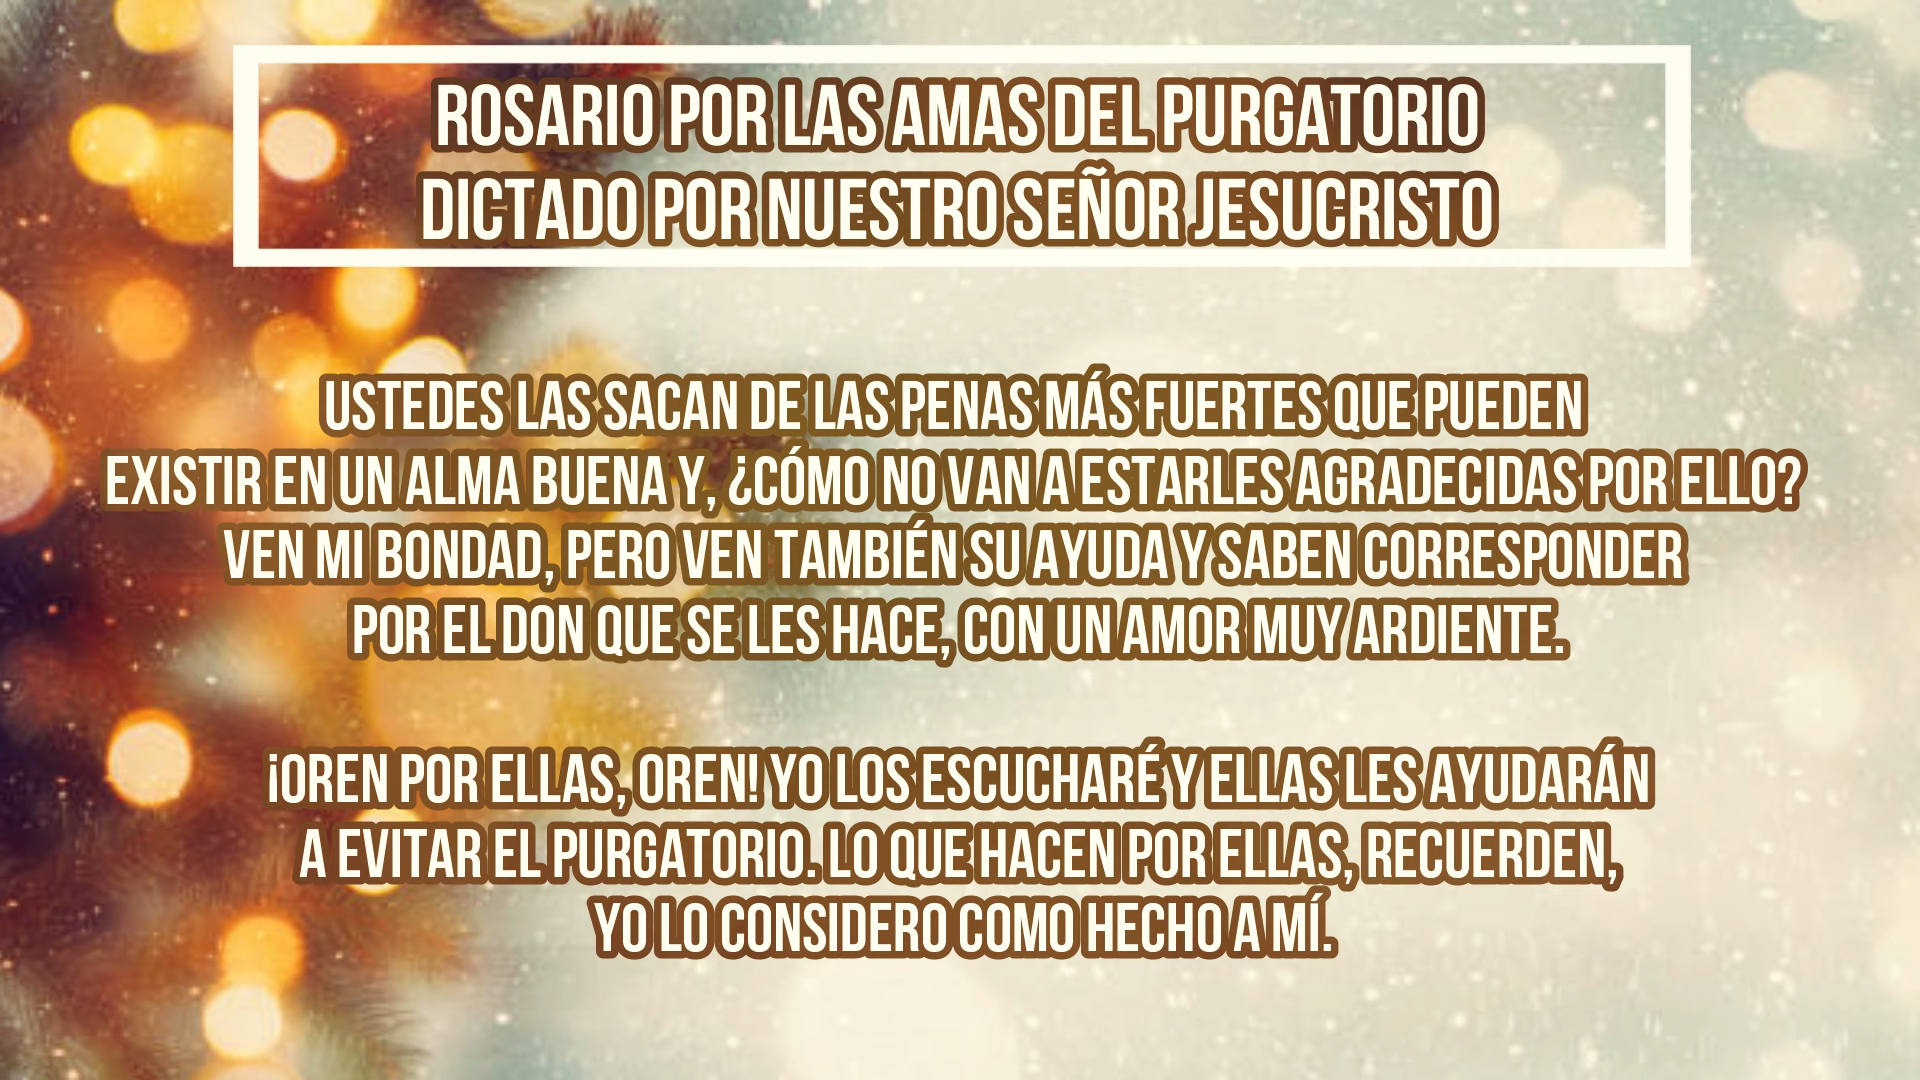 ROSARIO POR LAS AMAS DEL PURGATORIO
DICTADO POR NUESTRO SEÑOR JESUCRISTO
USTEDES LAS SACAN DE LAS PENAS MÁS FUERTES QUE PUEDEN
EXISTIR EN UN ALMA BUENA Y, ¿CÓMO NO VAN A ESTARLES AGRADECIDAS POR ELLO?
VEN MI BONDAD, PERO VEN TAMBIÉN SU AYUDA Y SABEN CORRESPONDER
POR EL DON QUE SE LES HACE, CON UN AMOR MUY ARDIENTE.
¡OREN POR ELLAS, OREN! YO LOS ESCUCHARÉ Y ELLAS LES AYUDARÁN
A EVITAR EL PURGATORIO. LO QUE HACEN POR ELLAS, RECUERDEN,
YO LO CONSIDERO COMO HECHO A MÍ.